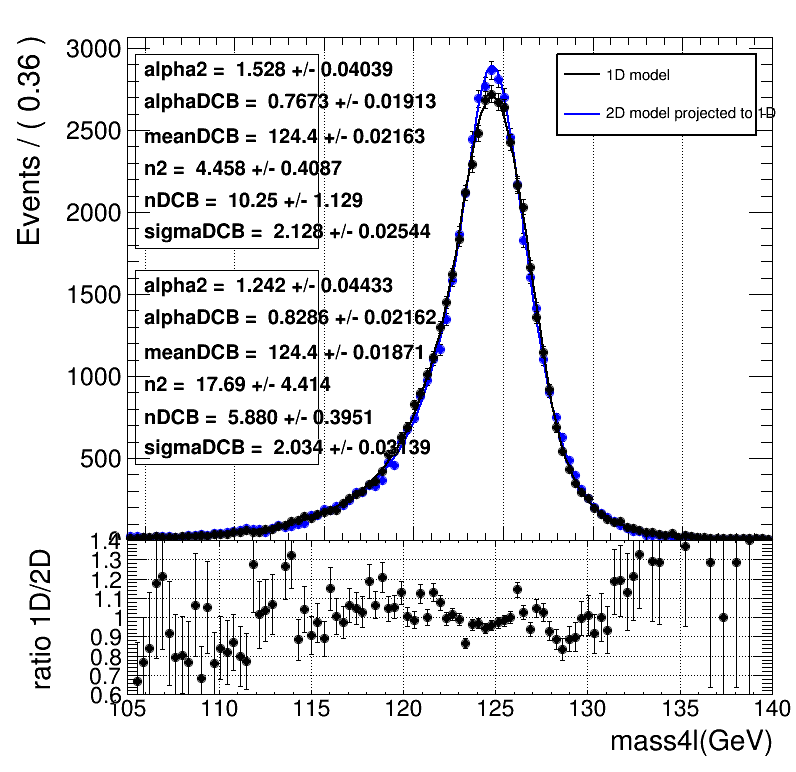 3000
2500
2000
1500
1000
500
0
Events / ( 0.36 )
alpha2 = 1.528 +/- 0.04039
alphaDCB = 0.7673 +/- 0.01913
meanDCB = 124.4 +/- 0.02163
n2 = 4.458 +/- 0.4087
nDCB = 10.25 +/- 1.129
sigmaDCB = 2.128 +/- 0.02544
alpha2 = 1.242 +/- 0.04433
alphaDCB = 0.8286 +/- 0.02162
meanDCB = 124.4 +/- 0.01871
n2 = 17.69 +/- 4.414
nDCB = 5.880 +/- 0.3951
sigmaDCB = 2.034 +/- 0.03139
1D model
2D model projected to 1D
1.4
1.3
1.2
1.1
1
0.9
0.8
0.7
0.6
ratio 1D/2D
105 110 115 120 125 130 135 140
mass4l(GeV)